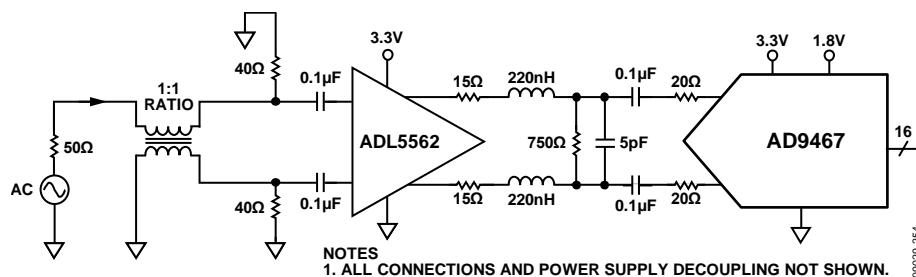 3.3V
3.3V
1.8V
40Ω
0.1µF
15Ω
220nH
0.1µF
20Ω
1:1
RATIO
50Ω
ADL5562
750Ω
5pF
AD9467
16
AC
40Ω
0.1µF
15Ω
220nH
0.1µF
20Ω
NOTES
1. ALL CONNECTIONS AND POWER SUPPLY DECOUPLING NOT SHOWN.